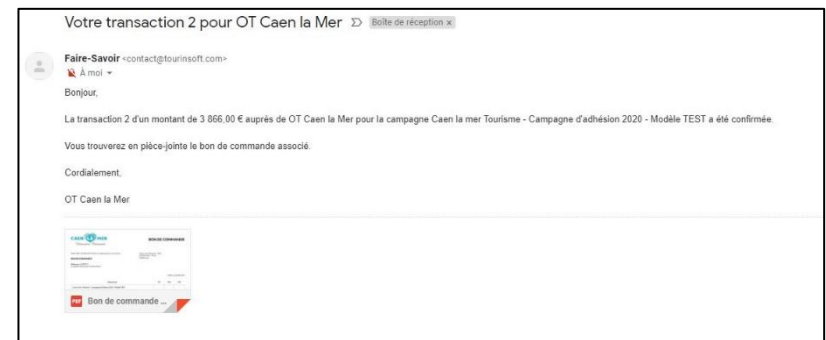 Votre transaction 2 pour OT Caen la Mer Boîte de réception x
Faire-Savoir <contact@tourinsoft.com>
À moi
Bonjour,
La transaction 2 d'un montant de 3 866,00 € auprès de OT Caen la Mer pour la campagne Caen la mer Tourisme - Campagne d'adhésion 2020 - Modèle TEST a été confirmée.
Vous trouverez en pièce-jointe le bon de commande associé.
Cordialement,
OT Caen la Mer
CAEN LA MER BON DE COMMANDE
PDF Bon de commande ...